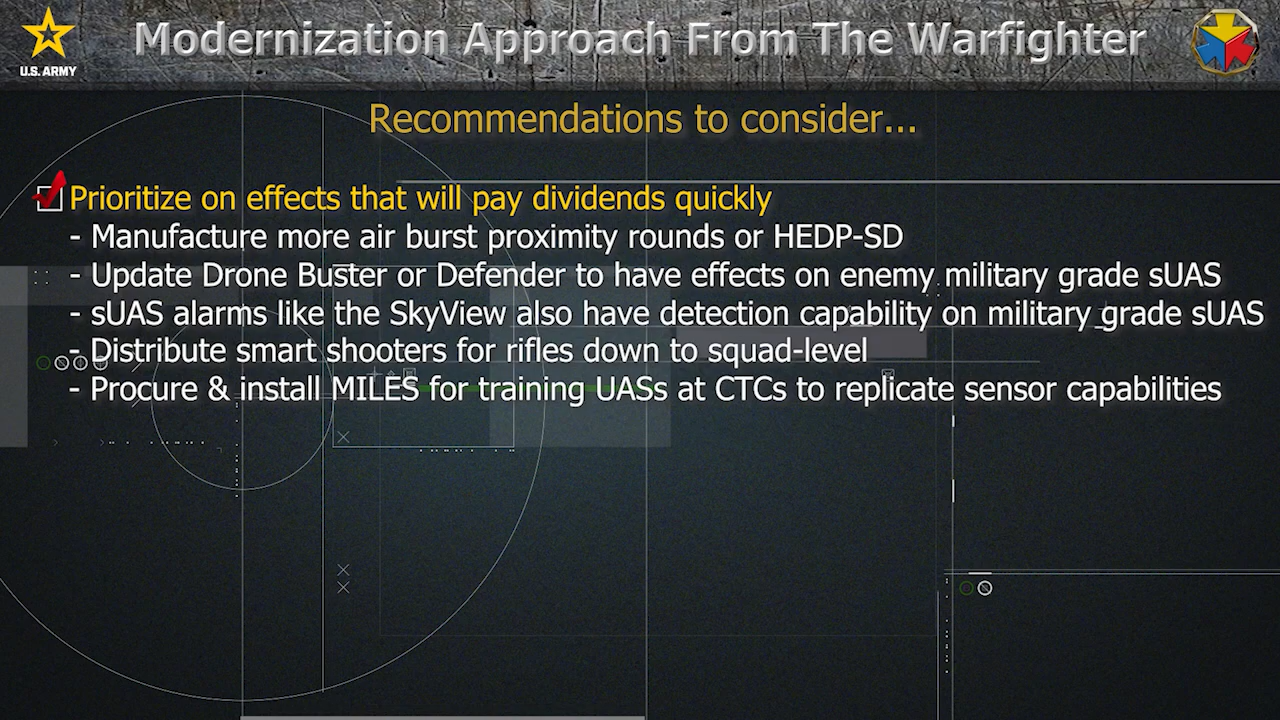 Modernization Approach From The Warfighter
U.S. ARMY
Recommendations to consider...
Prioritize on effects that will pay dividends quickly
- Manufacture more air burst proximity rounds or HEDP-SD
- Update Drone Buster or Defender to have effects on enemy military grade sUAS
- sUAS alarms like the SkyView also have detection capability on military grade sUAS
- Distribute smart shooters for rifles down to squad-level
- Procure & install MILES for training UASs at CTCs to replicate sensor capabilities